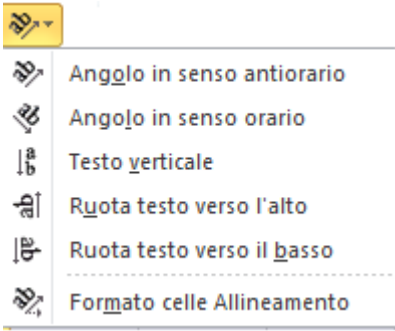 Angolo in senso antiorario
Angolo in senso orario
Testo verticale
Ruota testo verso l'alto
Ruota testo verso il basso
Formato celle Allineamento